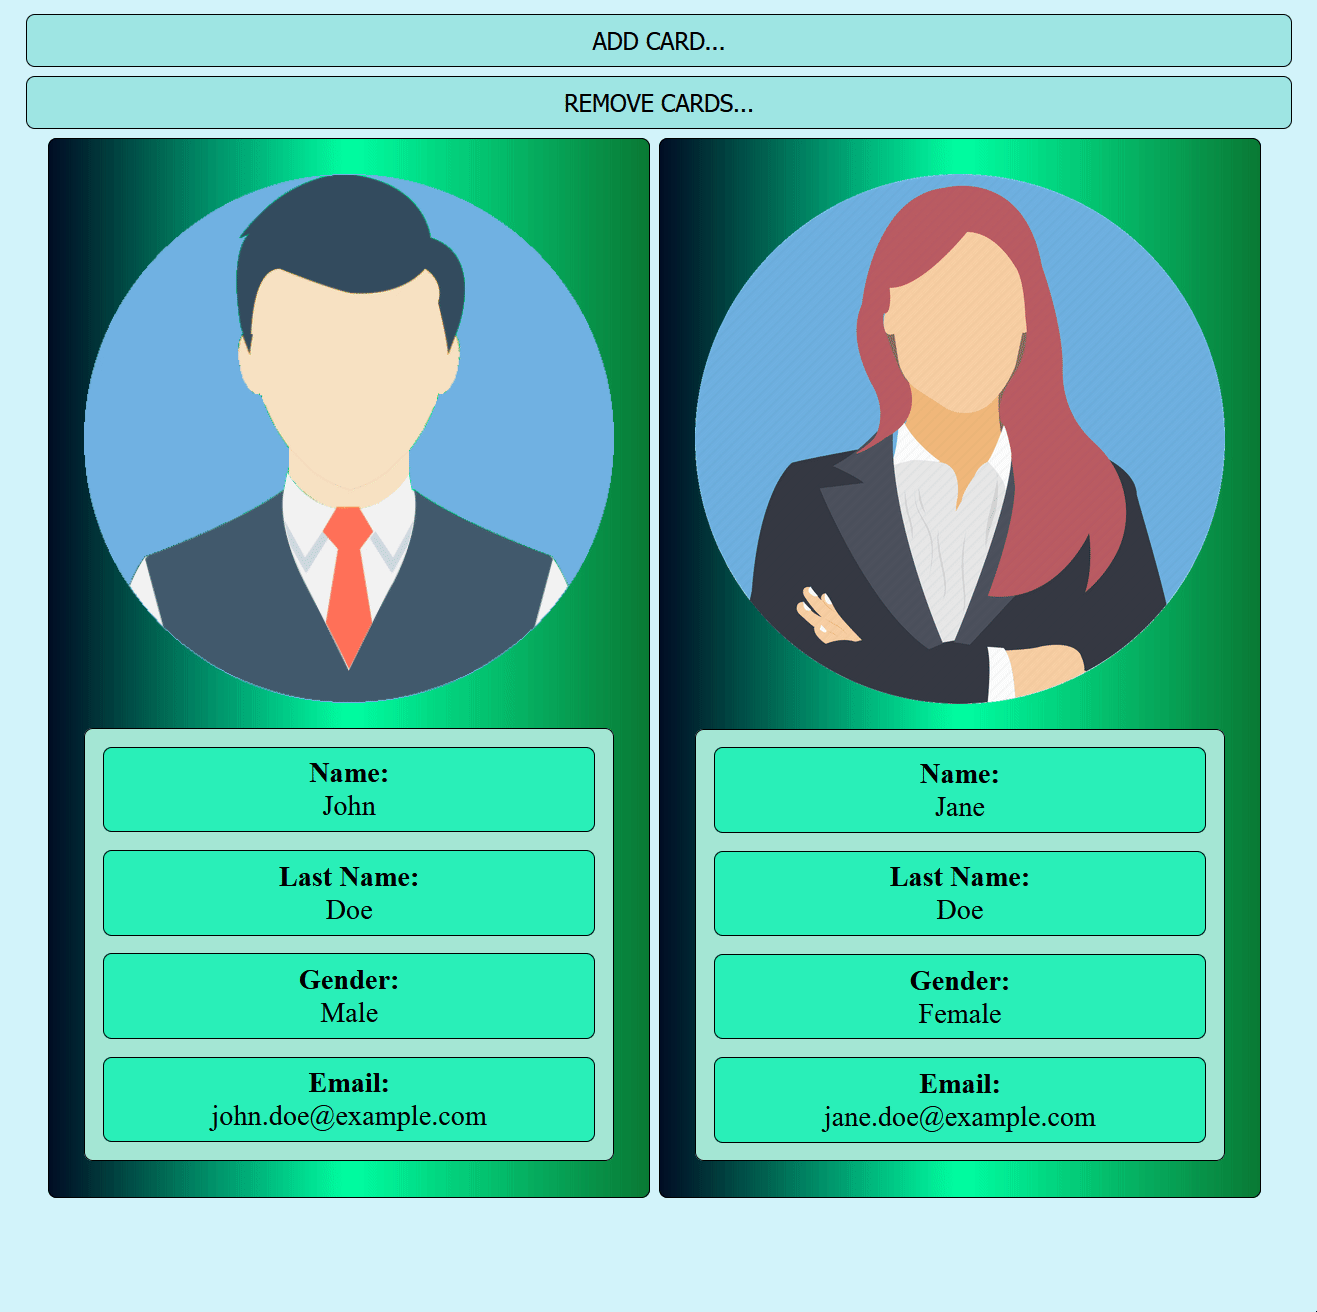 ADD CARD...
REMOVE CARDS...
Name:
John
Last Name:
Doe
Gender:
Male
Email:
john.doe@example.com
Name:
Jane
Last Name:
Doe
Gender:
Female
Email:
jane.doe@example.com